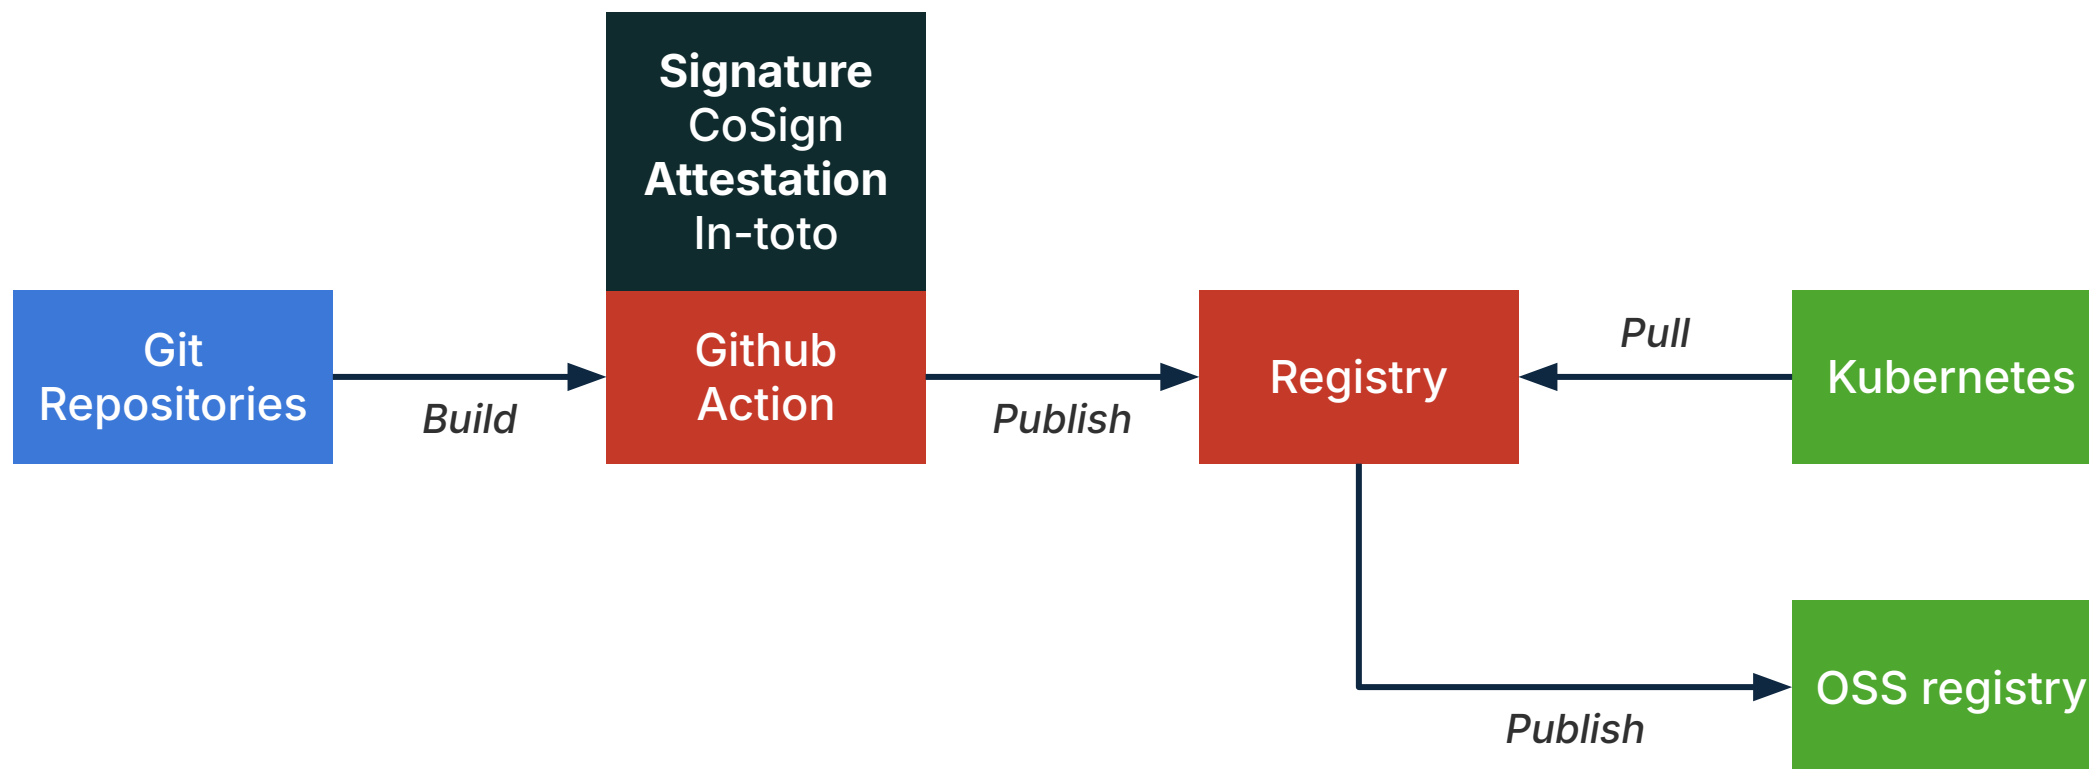 Signature
CoSign
Attestation
In-toto
Git
Repositories
Build
Github
Action
Publish
Registry
Pull
Kubernetes
Publish
OSS registry